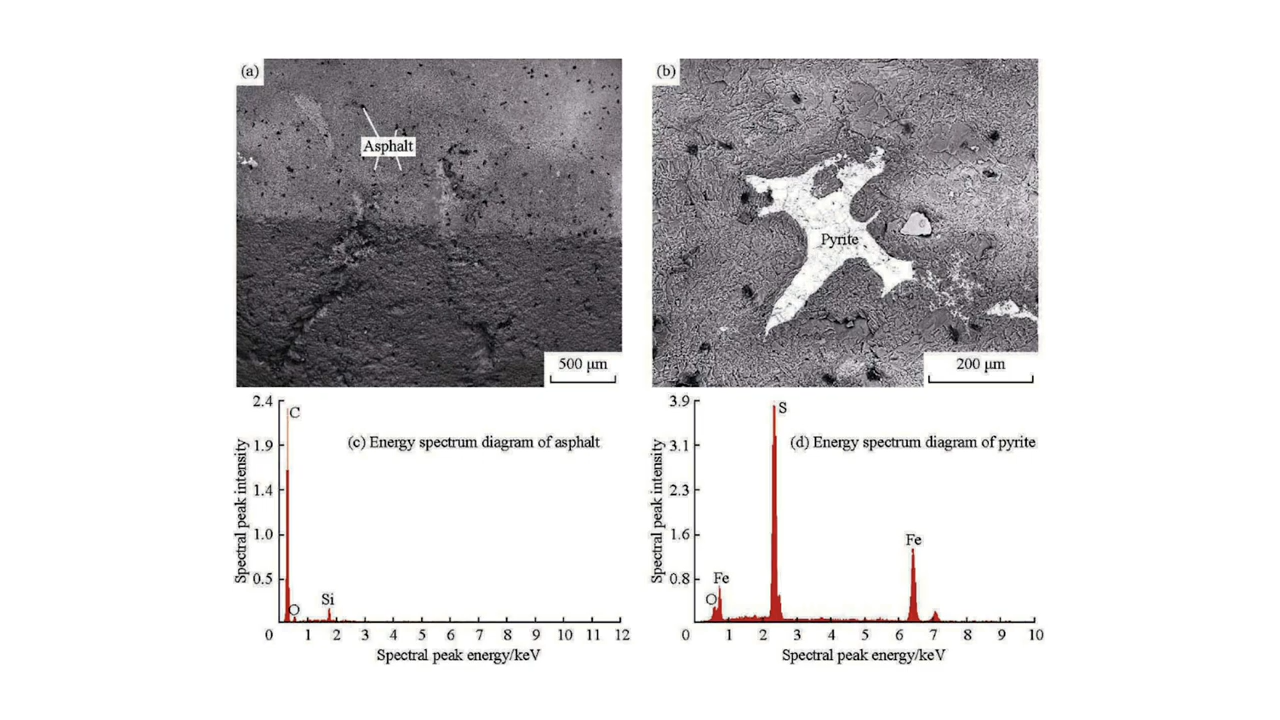 (a)
Asphalt
500 μm
(b)
Pyrite
200 μm
2.4
1.9
1.4
1.0
0.5
0
1 2 3 4 5 6 7 8 9 10 11 12
C
O
Si
(c) Energy spectrum diagram of asphalt
Spectral peak intensity
Spectral peak energy/keV
3.9
3.1
2.3
1.6
0.8
0
1 2 3 4 5 6 7 8 9 10
O
Fe
S
Fe
(d) Energy spectrum diagram of pyrite
Spectral peak intensity
Spectral peak energy/keV